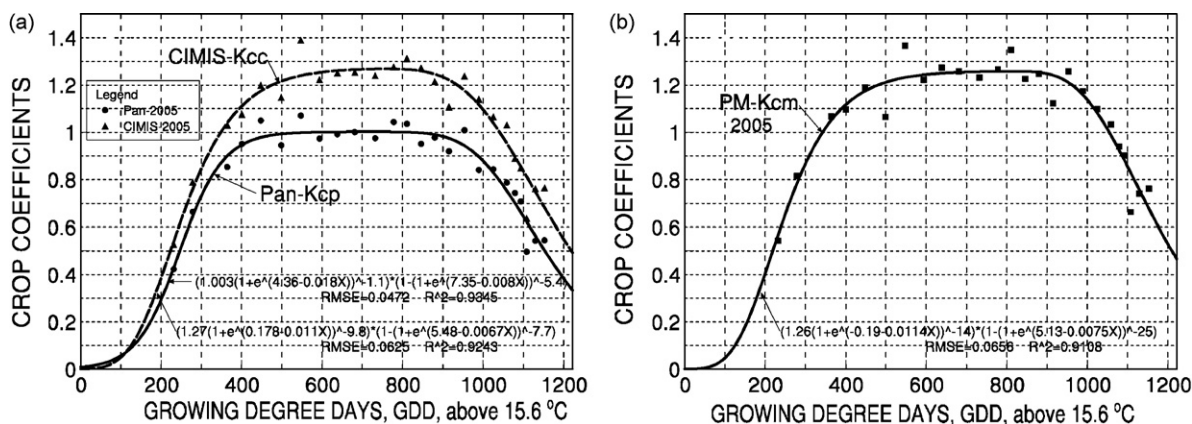 (a)
1.4
1.2
1
0.8
0.6
0.4
0.2
0
CROP COEFFICIENTS
CIMIS-Kcc
Legend
Pan-2005
CIMIS 2005
Pan-Kcp
(1.003(1+e^(4.36-0.018X))^-1.1)*(1-(1+e^(7.35-0.008X))^-5.4)
RMSE=0.0472 R^2=0.9345
(1.27(1+e^(0.178-0.011X))^-9.8)*(1-(1+e^(5.48-0.0067X))^-7.7)
RMSE=0.0625 R^2=0.9243
0 200 400 600 800 1000 1200
GROWING DEGREE DAYS, GDD, above 15.6 °C
(b)
1.4
1.2
1
0.8
0.6
0.4
0.2
0
CROP COEFFICIENTS
PM-Kcm
2005
(1.26(1+e^(-0.19-0.0114X))^-14)*(1-(1+e^(5.13-0.0075X))^-25)
RMSE=0.0656 R^2=0.9108
0 200 400 600 800 1000 1200
GROWING DEGREE DAYS, GDD, above 15.6 °C